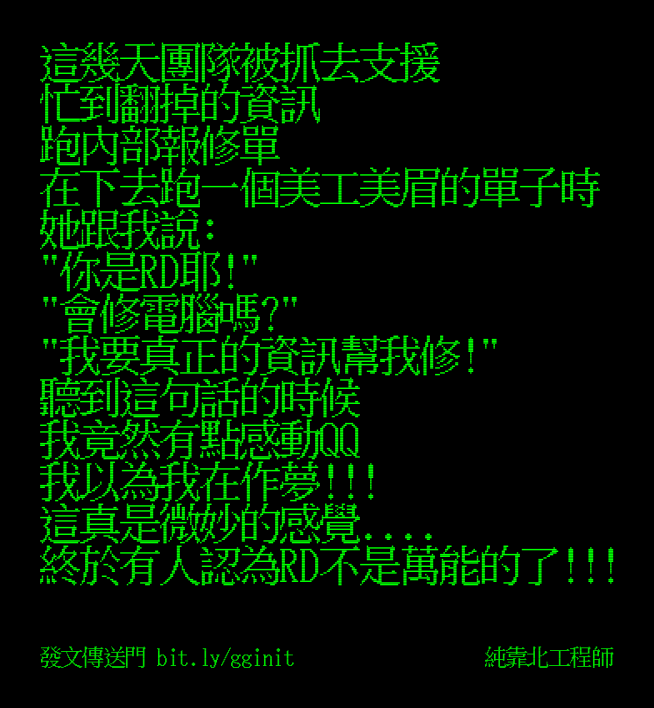 這幾天團隊被抓去支援
忙到翻掉的資訊
跑內部報修單
在下去跑一個美工美眉的單子時
她跟我說:
"你是RD耶!"
"會修電腦嗎?"
"我要真正的資訊幫我修!"
聽到這句話的時候
我竟然有點感動QQ
我以為我在作夢!!!
這真是微妙的感覺....
終於有人認為RD不是萬能的了!!!
發文傳送門 bit.ly/gginit
純靠北工程師